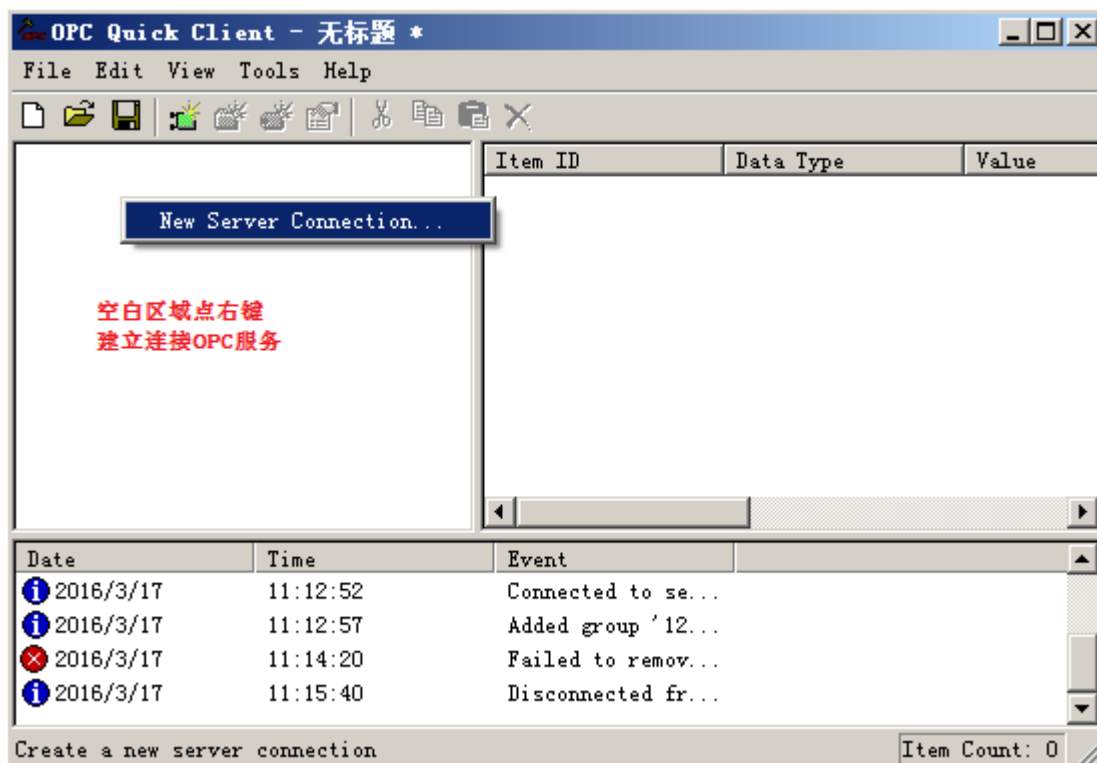 OPC Quick Client - 无标题 *
File Edit View Tools Help
Item ID Data Type Value
New Server Connection...
空白区域点右键
建立连接OPC服务
Date Time Event
2016/3/17 11:12:52 Connected to se...
2016/3/17 11:12:57 Added group '12...
2016/3/17 11:14:20 Failed to remov...
2016/3/17 11:15:40 Disconnected fr...
Create a new server connection Item Count: 0